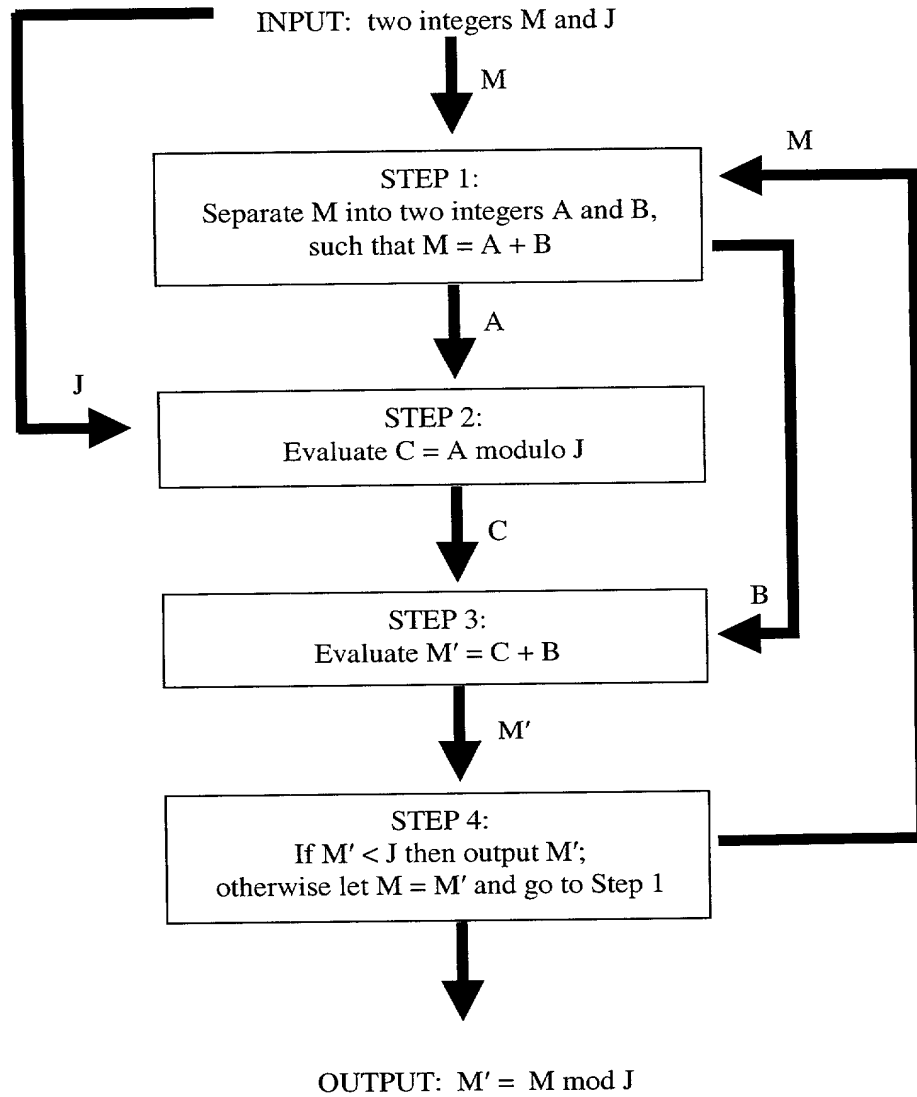 INPUT: two integers M and J
M
M
STEP 1:
Separate M into two integers A and B,
such that M = A + B
A
J
STEP 2:
Evaluate C = A modulo J
C
B
STEP 3:
Evaluate M′ = C + B
M′
STEP 4:
If M′ < J then output M′;
otherwise let M = M′ and go to Step 1
OUTPUT: M′ = M mod J